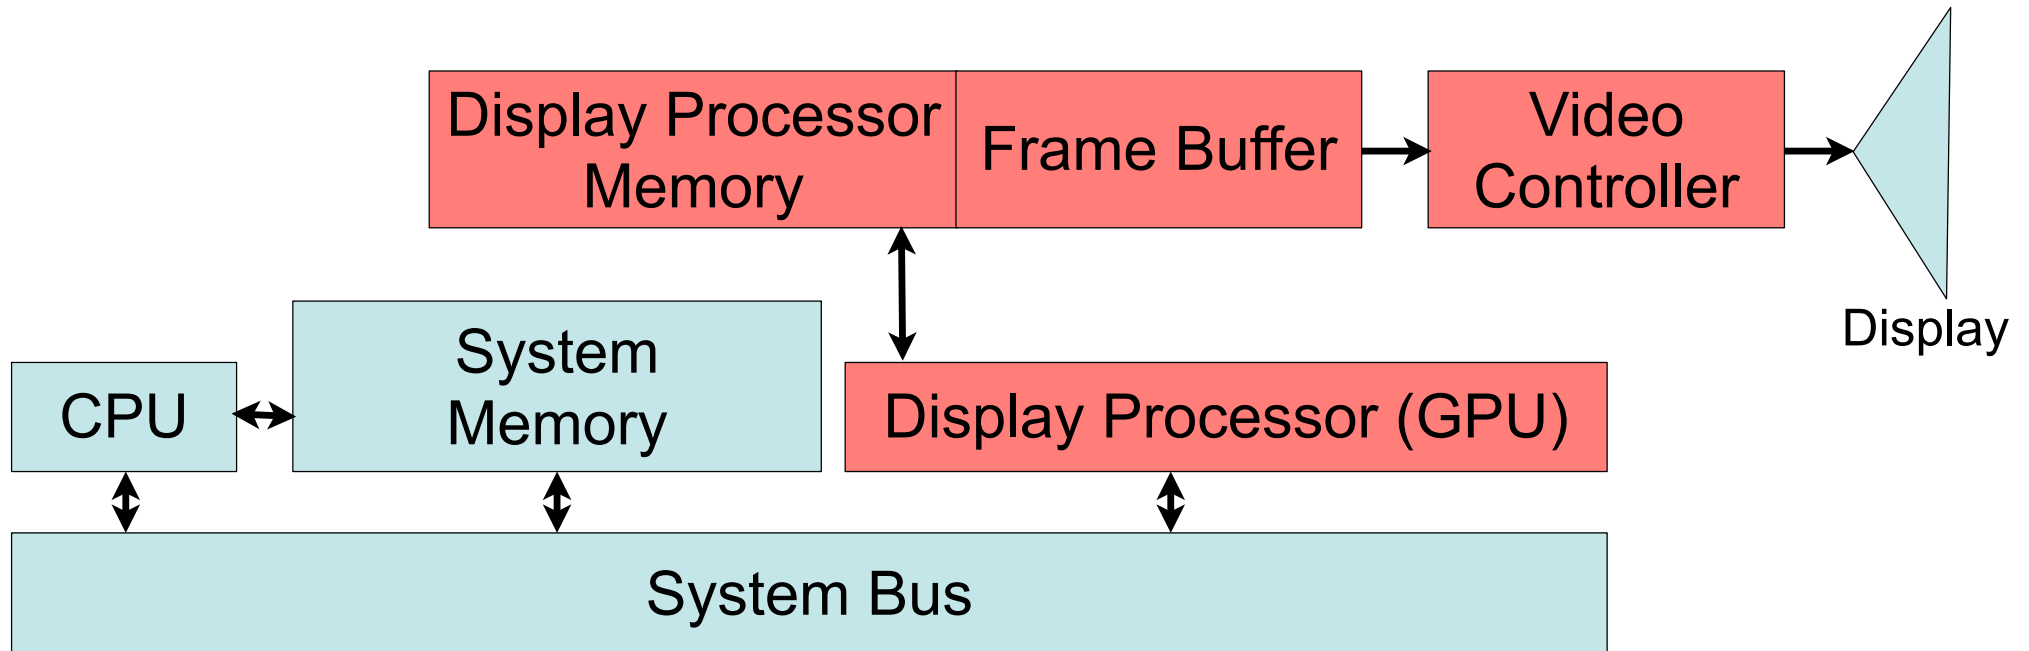 Display Processor
Memory
Frame Buffer
Video
Controller
Display
CPU
System
Memory
Display Processor (GPU)
System Bus